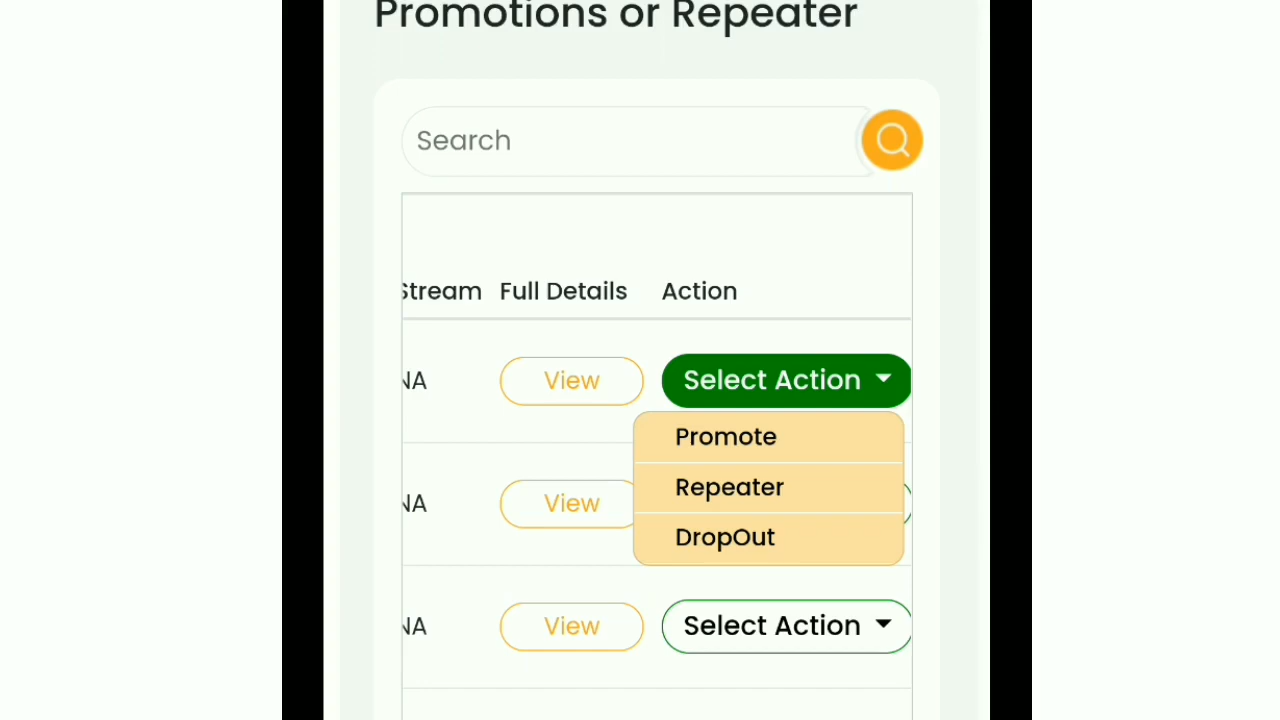 Promotions or Repeater
Search
Stream Full Details Action
NA View Select Action
Promote
Repeater
NA View
DropOut
NA View Select Action